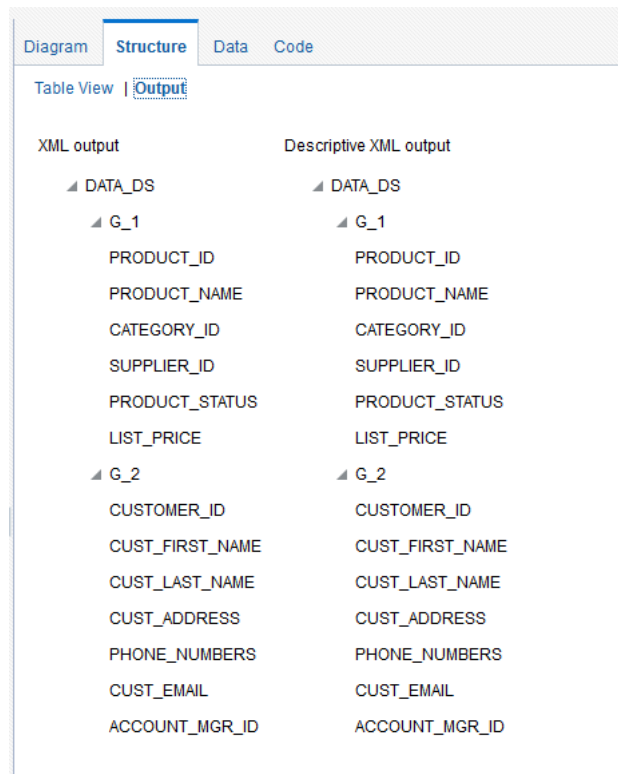 Diagram Structure Data Code
Table View | Output
XML output Descriptive XML output
DATA_DS DATA_DS
G_1 G_1
PRODUCT_ID PRODUCT_ID
PRODUCT_NAME PRODUCT_NAME
CATEGORY_ID CATEGORY_ID
SUPPLIER_ID SUPPLIER_ID
PRODUCT_STATUS PRODUCT_STATUS
LIST_PRICE LIST_PRICE
G_2 G_2
CUSTOMER_ID CUSTOMER_ID
CUST_FIRST_NAME CUST_FIRST_NAME
CUST_LAST_NAME CUST_LAST_NAME
CUST_ADDRESS CUST_ADDRESS
PHONE_NUMBERS PHONE_NUMBERS
CUST_EMAIL CUST_EMAIL
ACCOUNT_MGR_ID ACCOUNT_MGR_ID